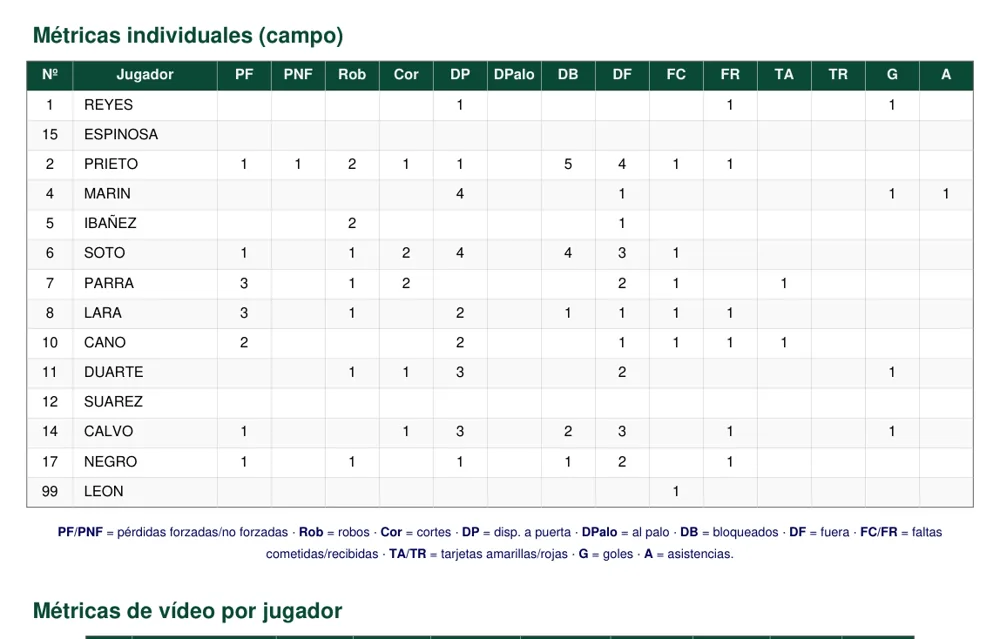 Métricas individuales (campo)
Nº Jugador PF PNF Rob Cor DP DPalo DB DF FC FR TA TR G A
1 REYES 1 1 1
15 ESPINOSA
2 PRIETO 1 1 2 1 1 5 4 1 1
4 MARIN 4 1 1 1
5 IBAÑEZ 2 1
6 SOTO 1 1 2 4 4 3 1
7 PARRA 3 1 2 2 1 1
8 LARA 3 1 2 1 1 1 1
10 CANO 2 2 1 1 1 1
11 DUARTE 1 1 3 2 1
12 SUAREZ
14 CALVO 1 1 3 2 3 1 1
17 NEGRO 1 1 1 1 2 1
99 LEON 1
PF/PNF = pérdidas forzadas/no forzadas · Rob = robos · Cor = cortes · DP = disp. a puerta · DPalo = al palo · DB = bloqueados · DF = fuera · FC/FR = faltas
cometidas/recibidas · TA/TR = tarjetas amarillas/rojas · G = goles · A = asistencias.
Métricas de vídeo por jugador